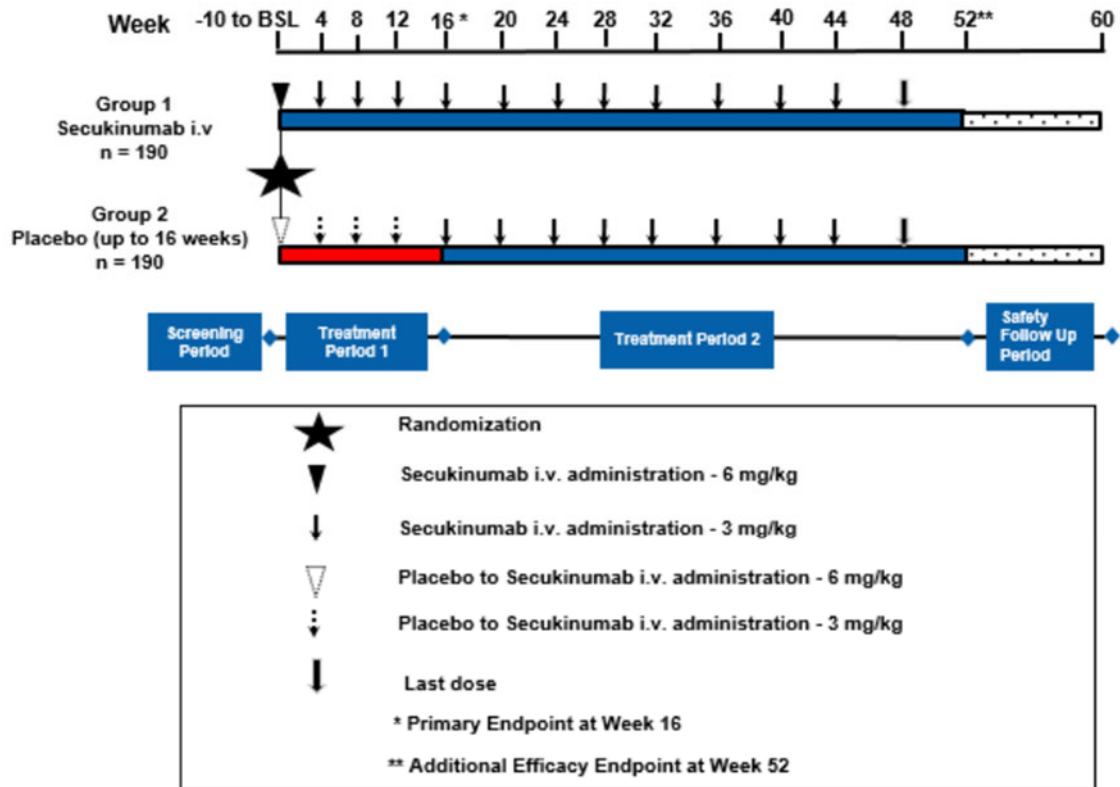 Week -10 to BSL 4 8 12 16 * 20 24 28 32 36 40 44 48 52** 60
Group 1
Secukinumab i.v
n = 190
Group 2
Placebo (up to 16 weeks)
n = 190
Screening
Period
Treatment
Period 1
Treatment Period 2
Safety
Follow Up
Period
Randomization
Secukinumab i.v. administration - 6 mg/kg
Secukinumab i.v. administration - 3 mg/kg
Placebo to Secukinumab i.v. administration - 6 mg/kg
Placebo to Secukinumab i.v. administration - 3 mg/kg
Last dose
* Primary Endpoint at Week 16
** Additional Efficacy Endpoint at Week 52